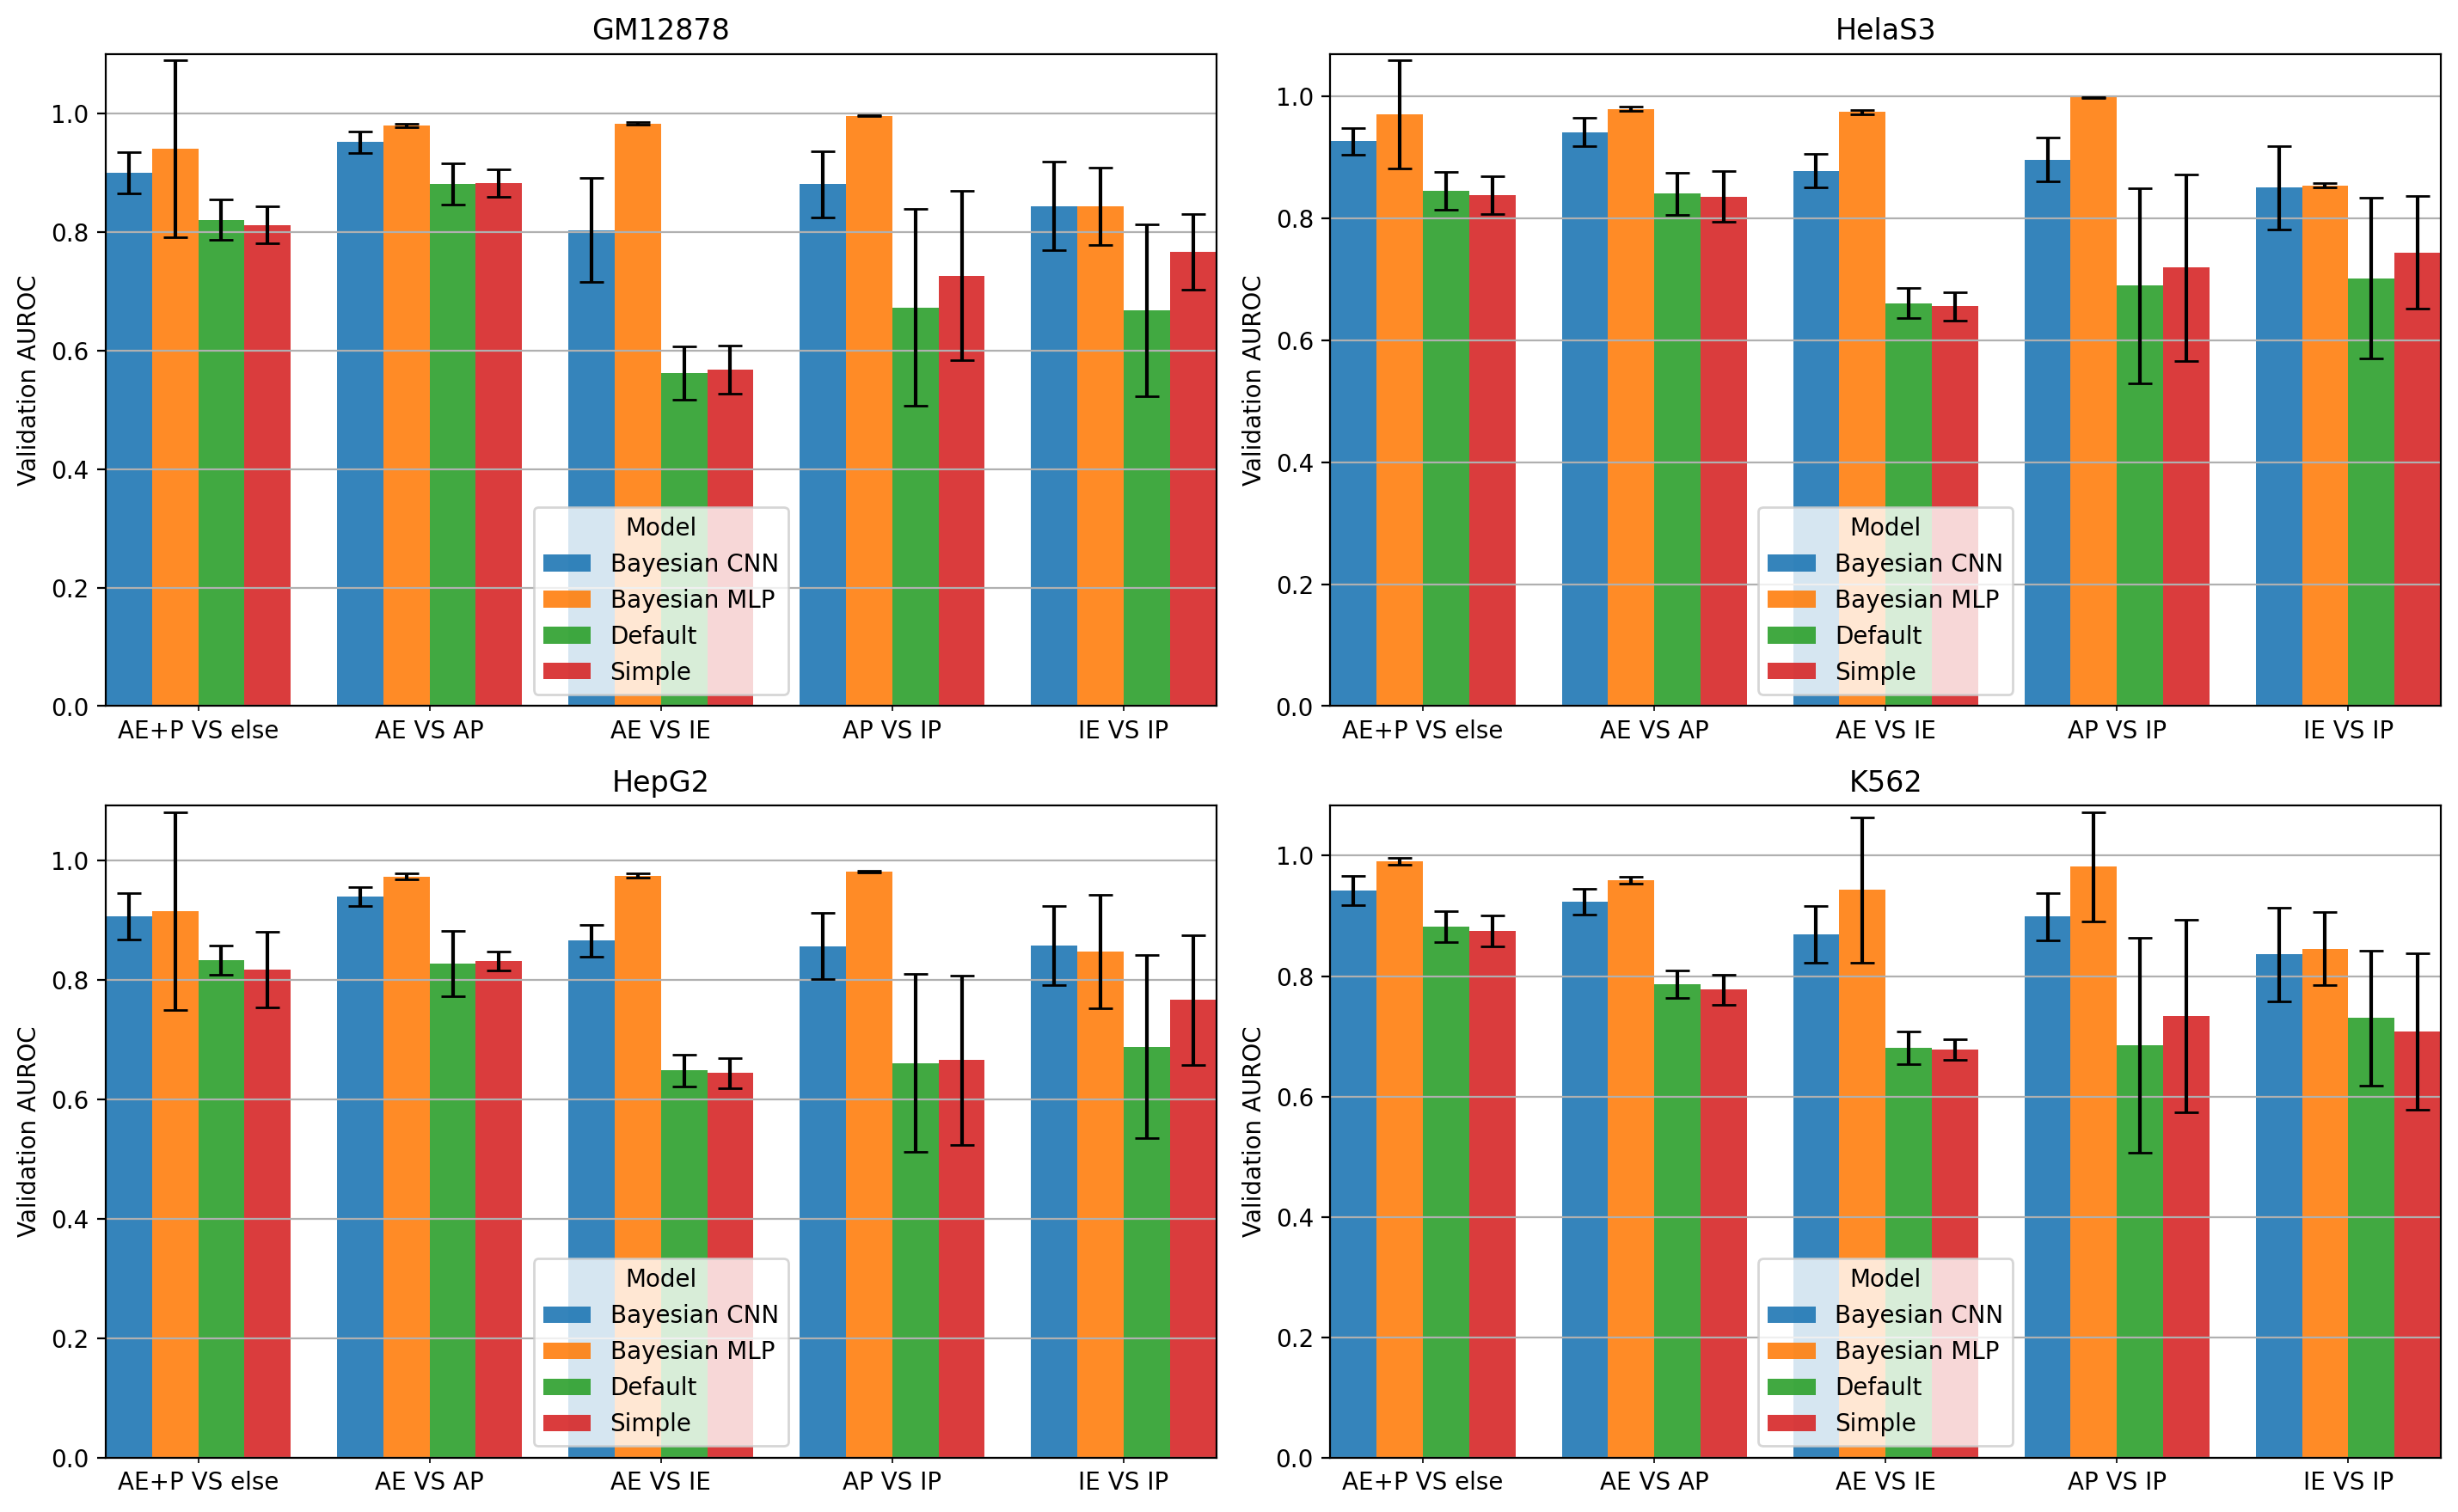 GM12878
Validation AUROC
1.0
0.8
0.6
0.4
0.2
0.0
Model
Bayesian CNN
Bayesian MLP
Default
Simple
AE+P VS else
AE VS AP
AE VS IE
AP VS IP
IE VS IP
HelaS3
Validation AUROC
1.0
0.8
0.6
0.4
0.2
0.0
Model
Bayesian CNN
Bayesian MLP
Default
Simple
AE+P VS else
AE VS AP
AE VS IE
AP VS IP
IE VS IP
HepG2
Validation AUROC
1.0
0.8
0.6
0.4
0.2
0.0
Model
Bayesian CNN
Bayesian MLP
Default
Simple
AE+P VS else
AE VS AP
AE VS IE
AP VS IP
IE VS IP
K562
Validation AUROC
1.0
0.8
0.6
0.4
0.2
0.0
Model
Bayesian CNN
Bayesian MLP
Default
Simple
AE+P VS else
AE VS AP
AE VS IE
AP VS IP
IE VS IP